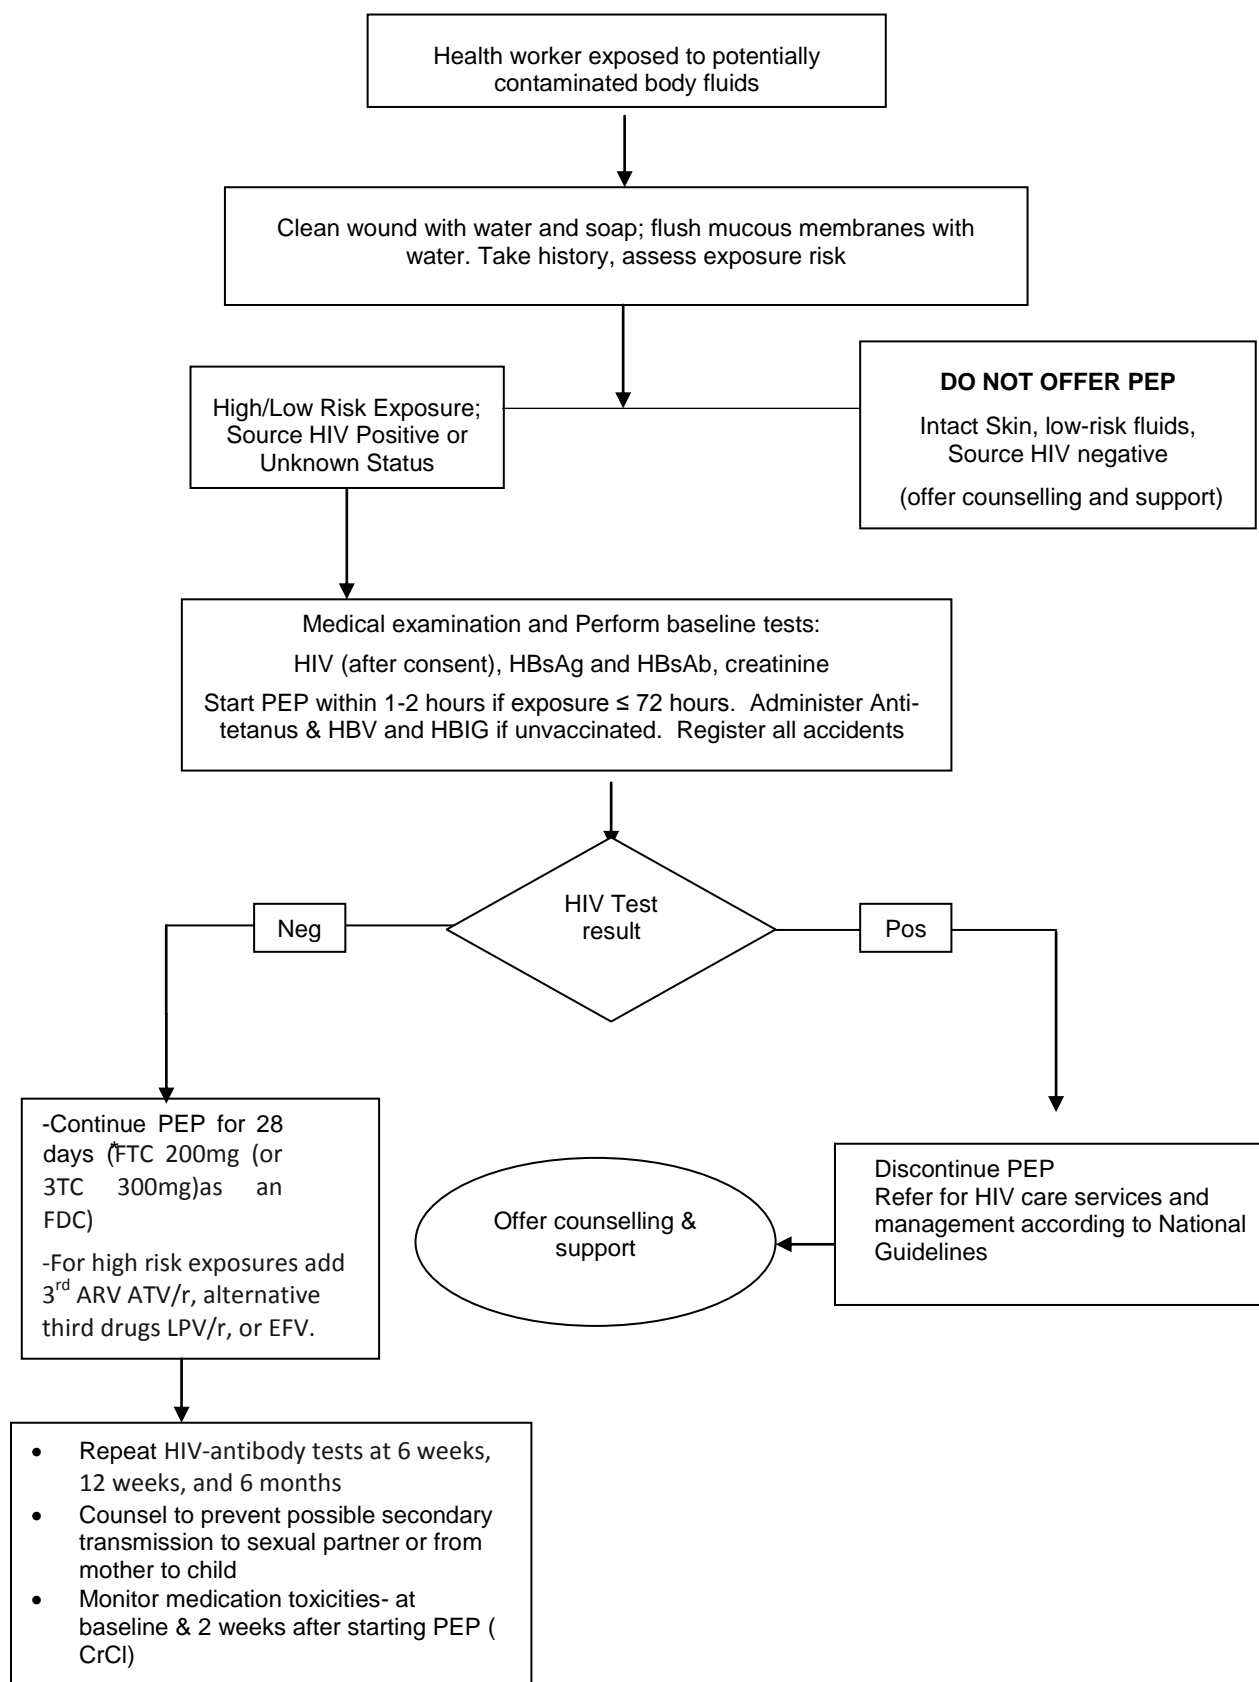 Health worker exposed to potentially
contaminated body fluids
Clean wound with water and soap; flush mucous membranes with
water. Take history, assess exposure risk
High/Low Risk Exposure;
Source HIV Positive or
Unknown Status
DO NOT OFFER PEP
Intact Skin, low-risk fluids,
Source HIV negative
(offer counselling and support)
Medical examination and Perform baseline tests:
HIV (after consent), HBsAg and HBsAb, creatinine
Start PEP within 1-2 hours if exposure ≤ 72 hours. Administer Anti-
tetanus & HBV and HBIG if unvaccinated. Register all accidents
HIV Test
result
Neg
Pos
-Continue PEP for 28
days (*FTC 200mg (or
3TC 300mg)as an
FDC)
-For high risk exposures add
3rd ARV ATV/r, alternative
third drugs LPV/r, or EFV.
Offer counselling &
support
Discontinue PEP
Refer for HIV care services and
management according to National
Guidelines
• Repeat HIV-antibody tests at 6 weeks,
12 weeks, and 6 months
• Counsel to prevent possible secondary
transmission to sexual partner or from
mother to child
• Monitor medication toxicities- at
baseline & 2 weeks after starting PEP (
CrCl)